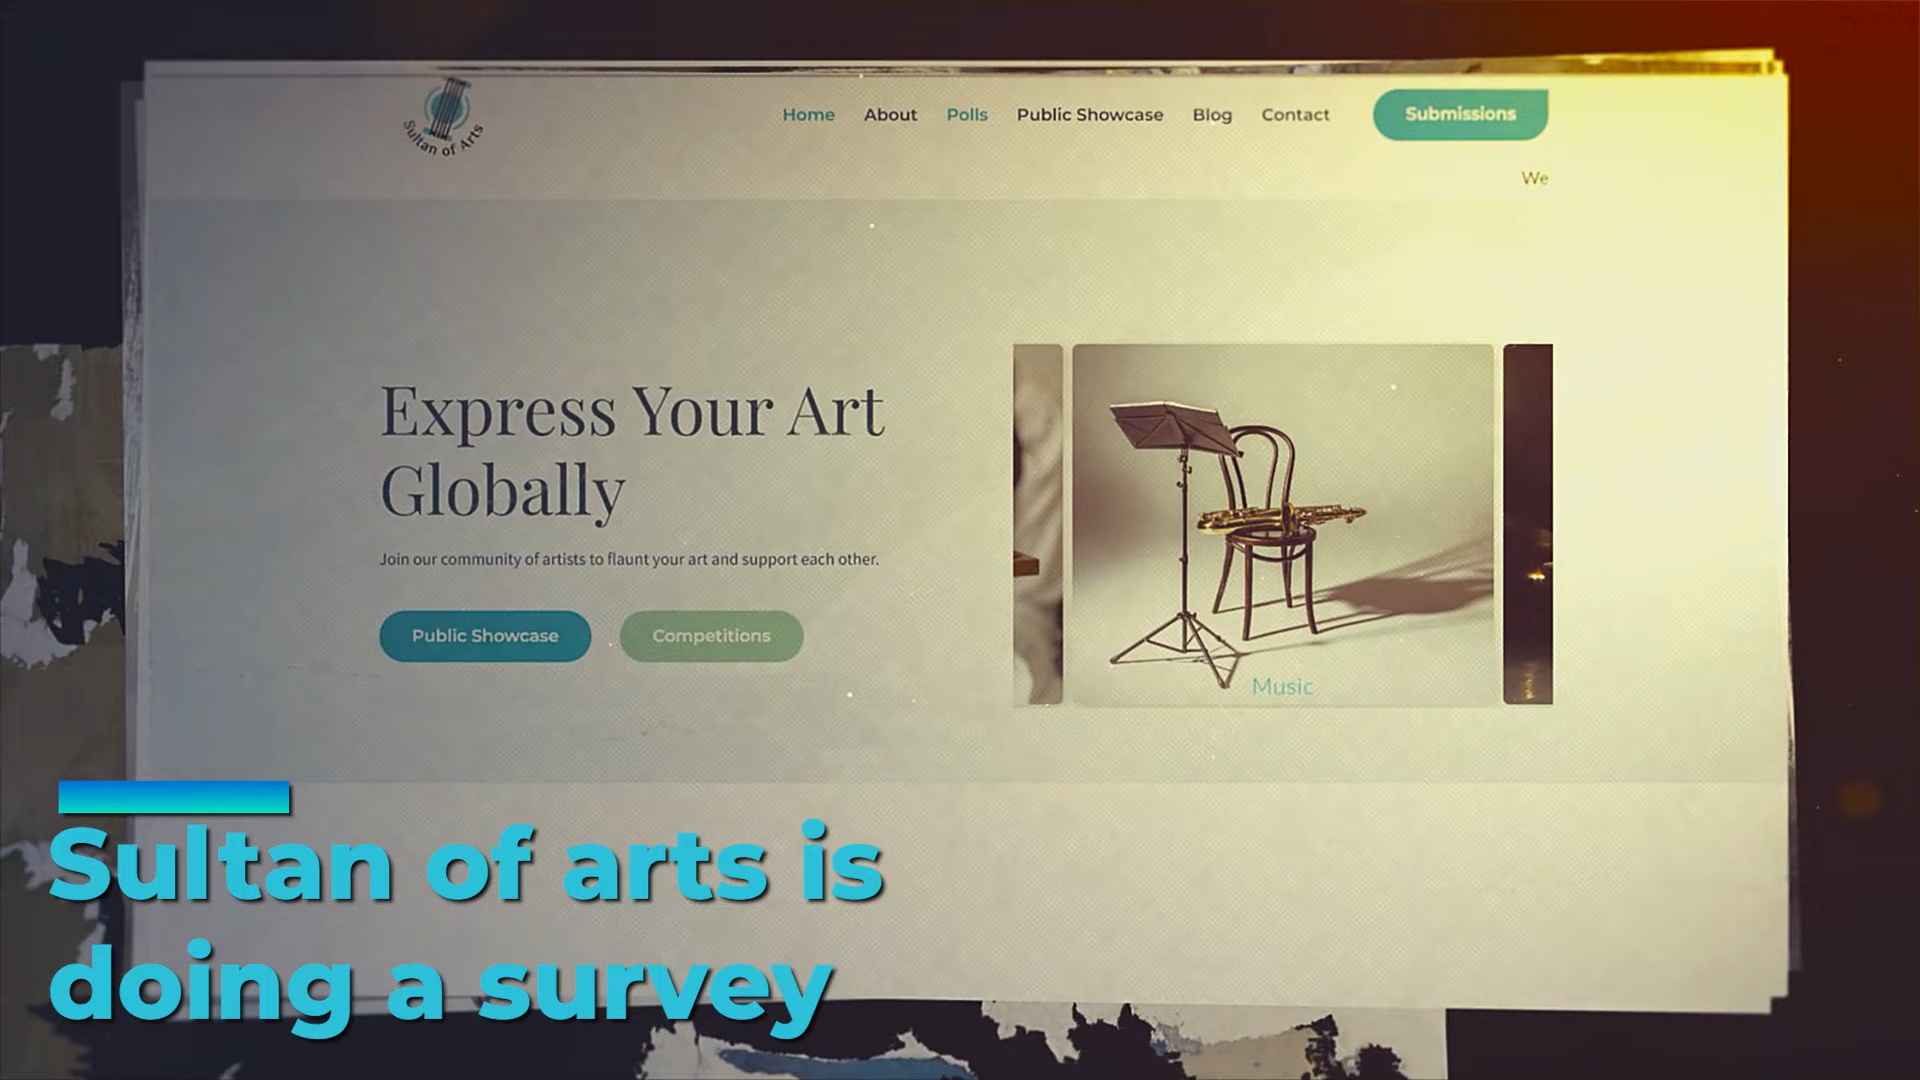 Sultan of Arts
Home About Polls Public Showcase Blog Contact Submissions
We
Express Your Art
Globally
Join our community of artists to flaunt your art and support each other.
Public Showcase Competitions
Music
Sultan of arts is
doing a survey